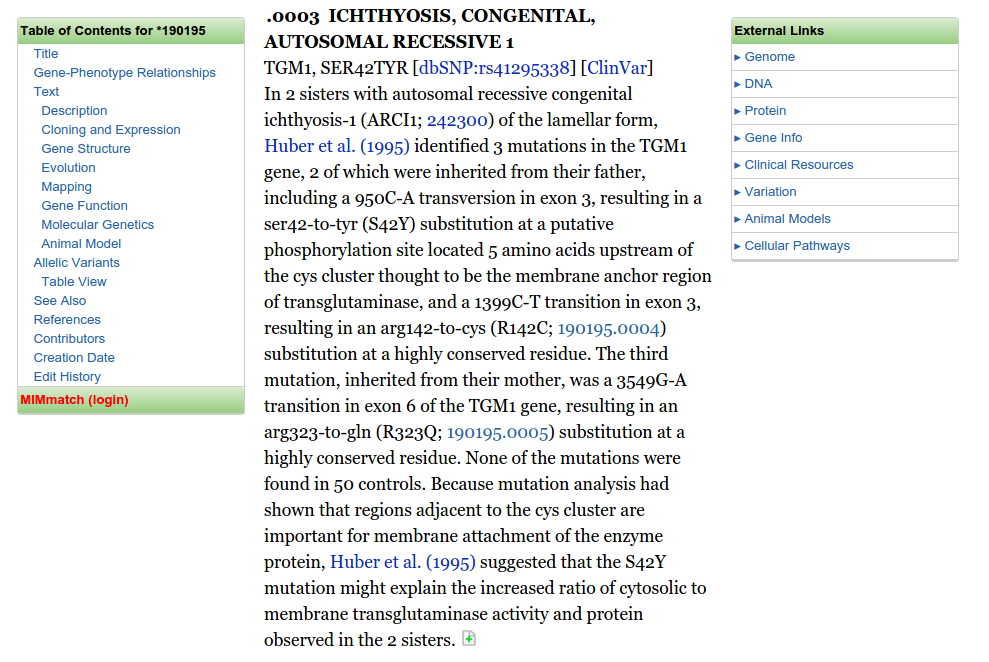 Table of Contents for *190195
Title
Gene-Phenotype Relationships
Text
Description
Cloning and Expression
Gene Structure
Evolution
Mapping
Gene Function
Molecular Genetics
Animal Model
Allelic Variants
Table View
See Also
References
Contributors
Creation Date
Edit History
MIMmatch (login)
.0003 ICHTHYOSIS, CONGENITAL,
AUTOSOMAL RECESSIVE 1
TGM1, SER42TYR [dbSNP:rs41295338] [ClinVar]
In 2 sisters with autosomal recessive congenital
ichthyosis-1 (ARCI1; 242300) of the lamellar form,
Huber et al. (1995) identified 3 mutations in the TGM1
gene, 2 of which were inherited from their father,
including a 950C-A transversion in exon 3, resulting in a
ser42-to-tyr (S42Y) substitution at a putative
phosphorylation site located 5 amino acids upstream of
the cys cluster thought to be the membrane anchor region
of transglutaminase, and a 1399C-T transition in exon 3,
resulting in an arg142-to-cys (R142C; 190195.0004)
substitution at a highly conserved residue. The third
mutation, inherited from their mother, was a 3549G-A
transition in exon 6 of the TGM1 gene, resulting in an
arg323-to-gln (R323Q; 190195.0005) substitution at a
highly conserved residue. None of the mutations were
found in 50 controls. Because mutation analysis had
shown that regions adjacent to the cys cluster are
important for membrane attachment of the enzyme
protein, Huber et al. (1995) suggested that the S42Y
mutation might explain the increased ratio of cytosolic to
membrane transglutaminase activity and protein
observed in the 2 sisters.
External Links
Genome
DNA
Protein
Gene Info
Clinical Resources
Variation
Animal Models
Cellular Pathways